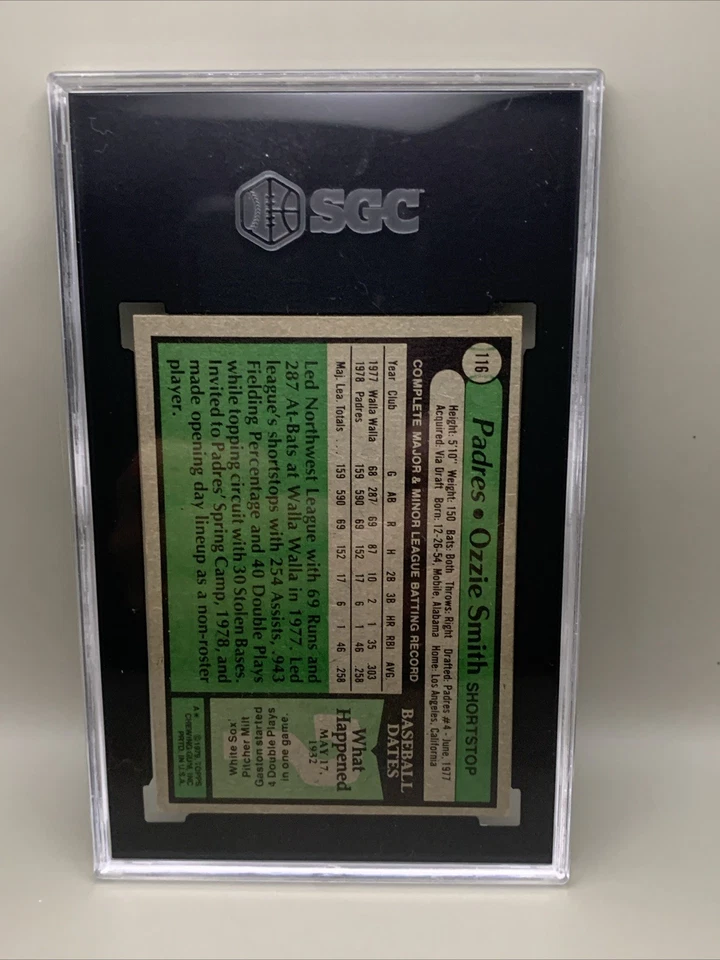 SGC
116
Padres • Ozzie Smith SHORTSTOP
Height: 5'10" Weight: 150 Bats: Both Throws: Right Drafted: Padres #4 - June, 1977
Acquired: Via Draft Born: 12-26-54, Mobile, Alabama Home: Los Angeles, California
COMPLETE MAJOR & MINOR LEAGUE BATTING RECORD
Year Club G AB R H 2B 3B HR RBI AVG.
1977 Walla Walla 68 287 69 87 10 2 1 35 303
1978 Padres 159 590 69 152 17 6 1 46 258
Maj. Lea. Totals . . . 159 590 69 152 17 6 1 46 258
Led Northwest League with 69 Runs and
287 At-Bats at Walla Walla in 1977. Led
league's shortstops with 254 Assists, .943
Fielding Percentage and 40 Double Plays
while topping circuit with 30 Stolen Bases.
Invited to Padres' Spring Camp, 1978, and
made opening day lineup as a non-roster
player.
BASEBALL
DATES
What
Happened
MAY 17,
1932
White Sox'
Pitcher Milt
Gaston started
4 Double Plays
in one game.
A* ©1979, TOPPS
CHEWING GUM, INC
PRTD. IN U.S.A.